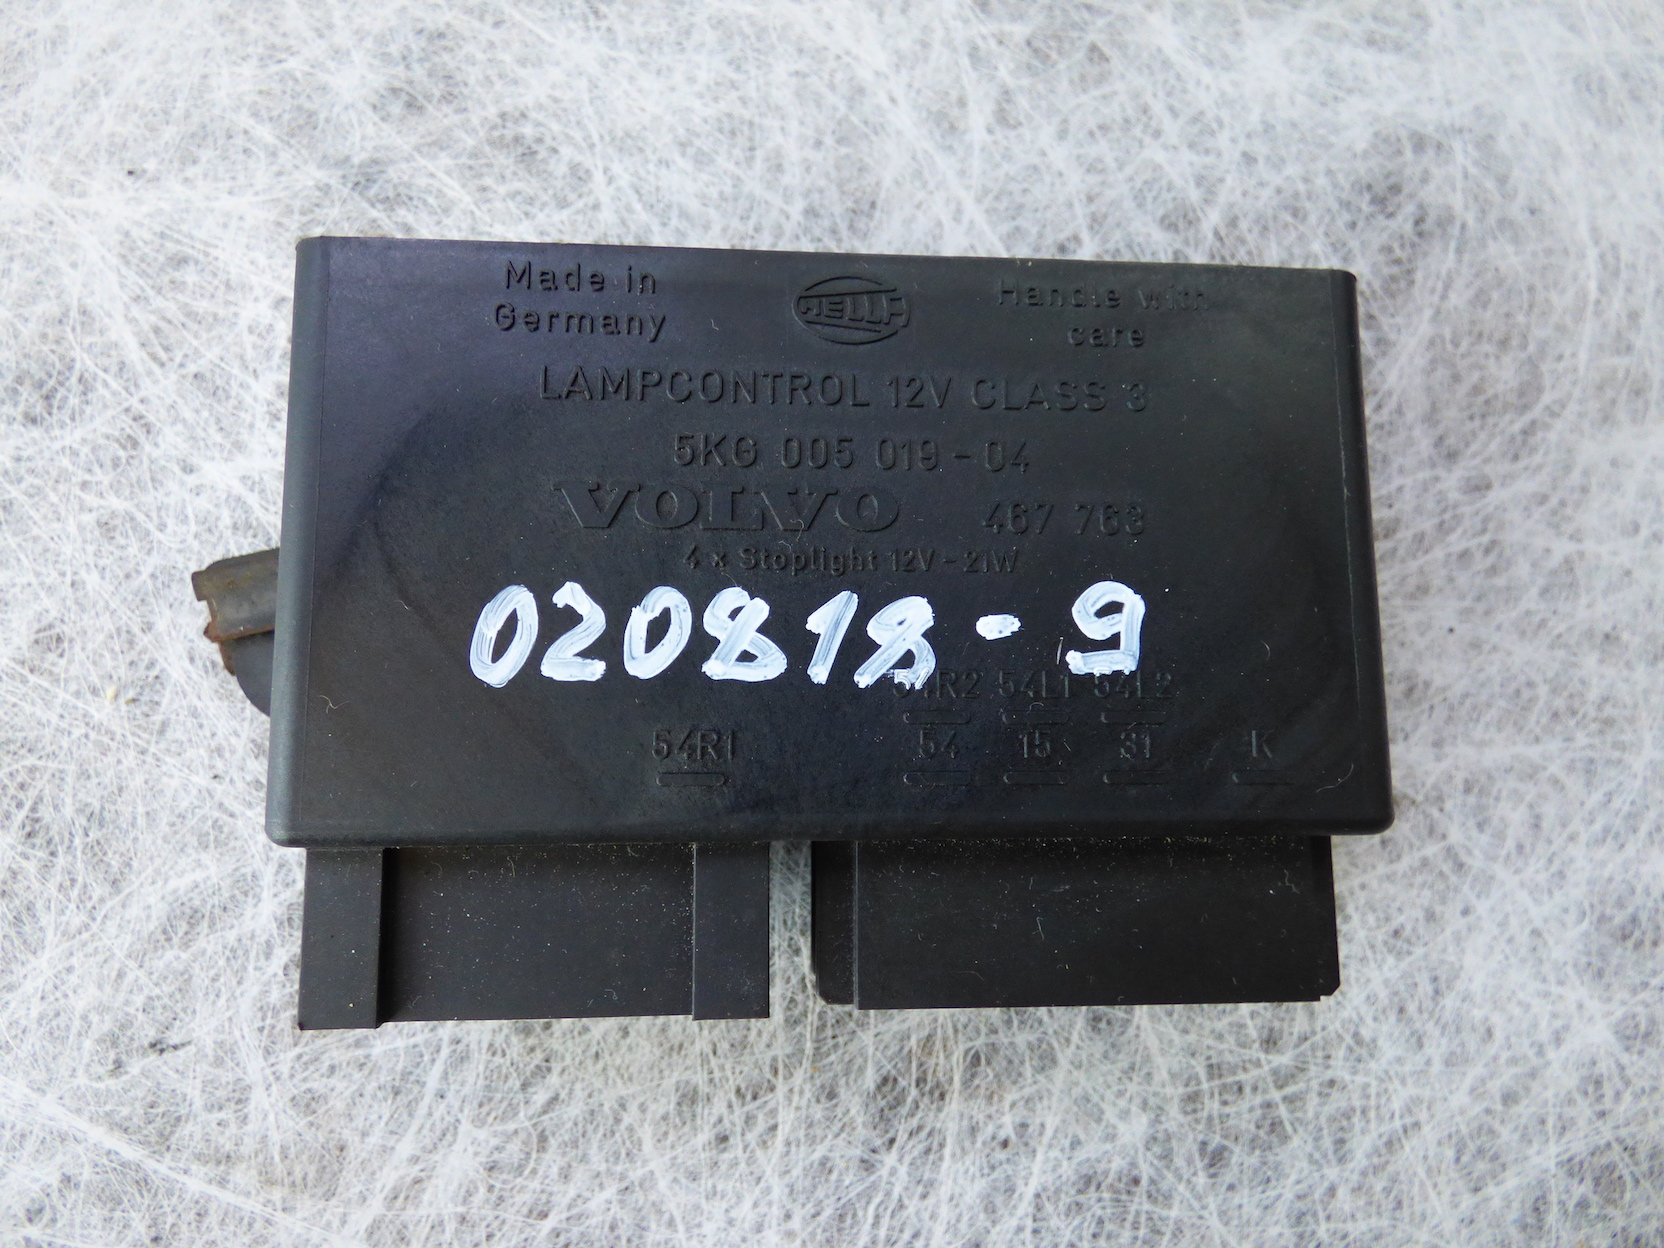 Made in
Germany
HELLA
Handle with
care
LAMPCONTROL 12V CLASS 3
5KG 005 019 - 04
VOLVO 467 763
4 x Stoplight 12V - 21W
020818-9
54R2 54L1 54L2
54R1 54 15 31 K